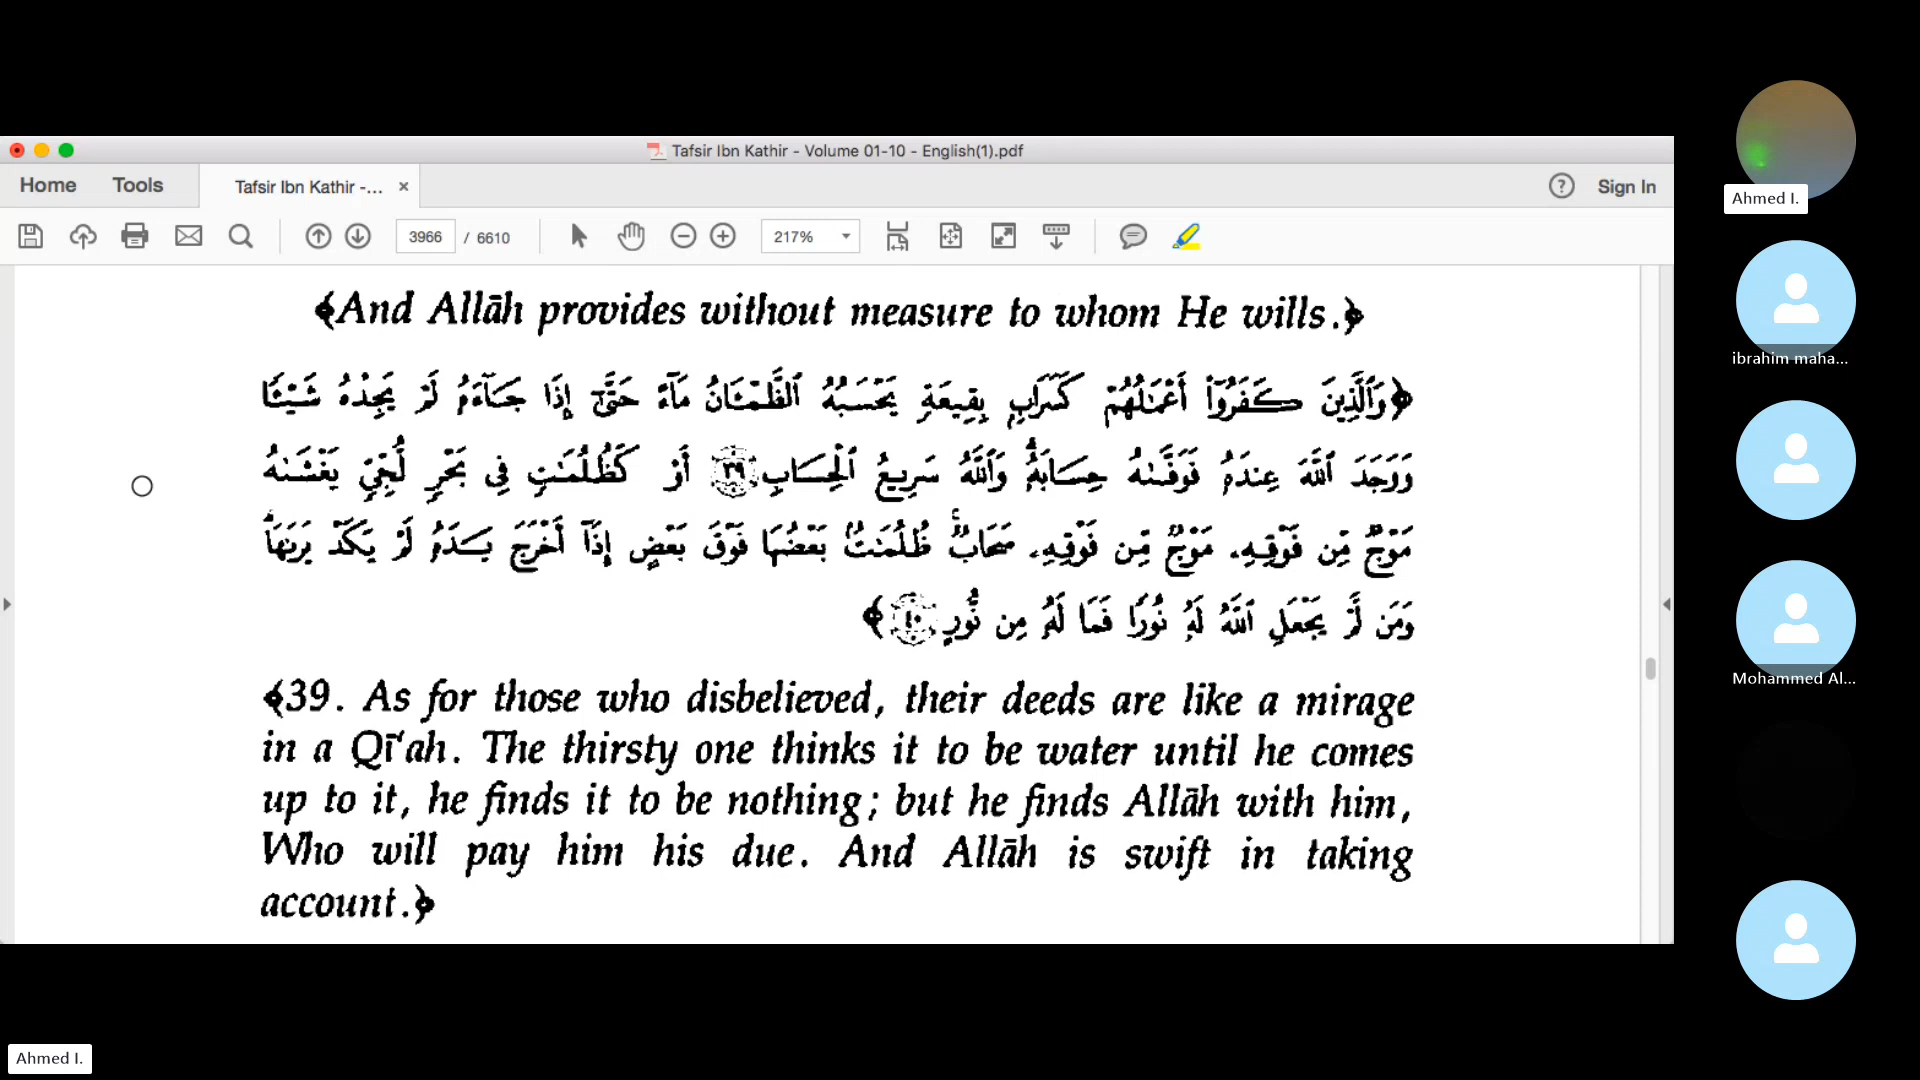 Tafsir Ibn Kathir - Volume 01-10 - English(1).pdf
Home Tools Tafsir Ibn Kathir -... × ? Sign In
3966 / 6610 217%
﴿And Allāh provides without measure to whom He wills.﴾
﴿وَالَّذِينَ كَفَرُوٓا۟ أَعْمَٰلُهُمْ كَسَرَابٍۭ بِقِيعَةٍ يَحْسَبُهُ ٱلظَّمْـَٔانُ مَآءً حَتَّىٰٓ إِذَا جَآءَهُۥ لَمْ يَجِدْهُ شَيْـًٔا
وَوَجَدَ ٱللَّهَ عِندَهُۥ فَوَفَّىٰهُ حِسَابَهُۥ وَٱللَّهُ سَرِيعُ ٱلْحِسَابِ ٣٩ أَوْ كَظُلُمَٰتٍ فِى بَحْرٍ لُّجِّىٍّ يَغْشَىٰهُ
مَوْجٌ مِّن فَوْقِهِۦ مَوْجٌ مِّن فَوْقِهِۦ سَحَابٌ ظُلُمَٰتٌۢ بَعْضُهَا فَوْقَ بَعْضٍ إِذَآ أَخْرَجَ يَدَهُۥ لَمْ يَكَدْ يَرَىٰهَا
وَمَن لَّمْ يَجْعَلِ ٱللَّهُ لَهُۥ نُورًا فَمَا لَهُۥ مِن نُّورٍ ٤٠﴾
﴿39. As for those who disbelieved, their deeds are like a mirage
in a Qī‘ah. The thirsty one thinks it to be water until he comes
up to it, he finds it to be nothing; but he finds Allāh with him,
Who will pay him his due. And Allāh is swift in taking
account.﴾
Ahmed I.
ibrahim maha...
Mohammed Al...
Ahmed I.